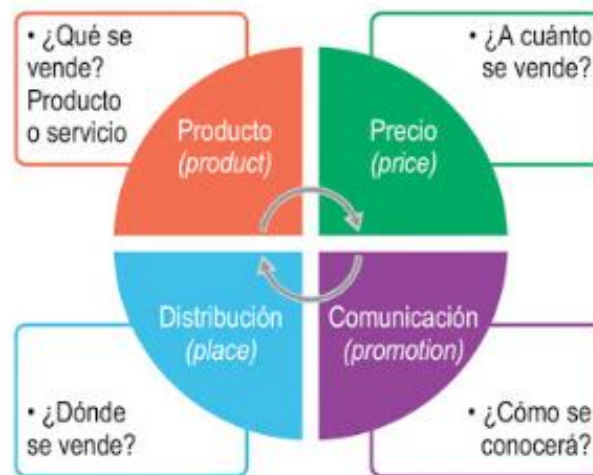 • ¿Qué se
vende?
Producto
o servicio
Producto
(product)
Precio
(price)
• ¿A cuánto
se vende?
Distribución
(place)
Comunicación
(promotion)
• ¿Dónde
se vende?
• ¿Cómo se
conocerá?